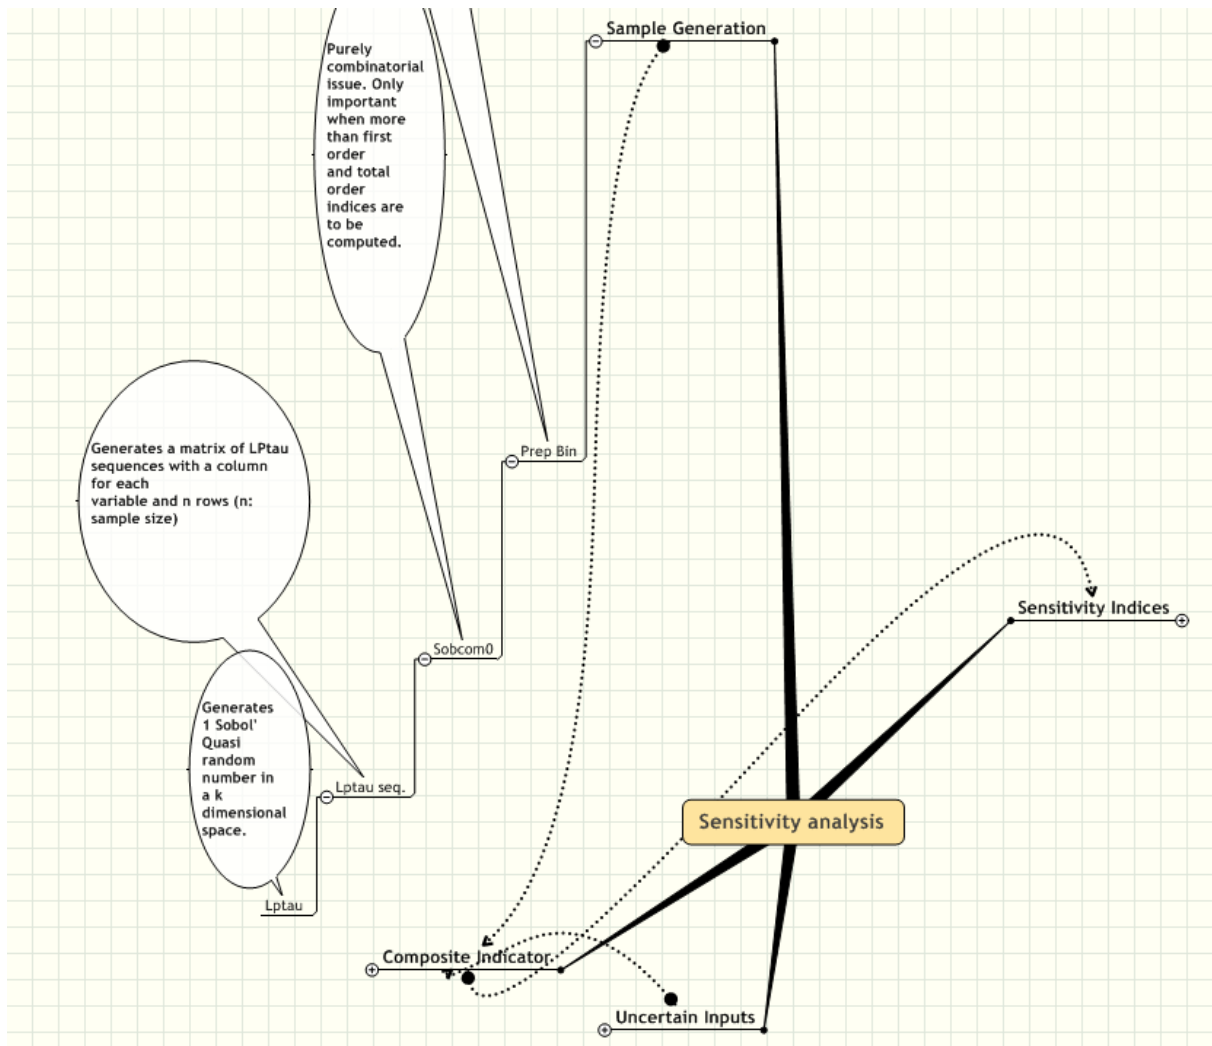 Sample Generation
Purely
combinatorial
issue. Only
important
when more
than first
order
and total
order
indices are
to be
computed.
Prep Bin
Generates a matrix of LPtau
sequences with a column
for each
variable and n rows (n:
sample size)
Sensitivity Indices
Sobcom0
Generates
1 Sobol'
Quasi
random
number in
a k
dimensional
space.
Lptau seq.
Sensitivity analysis
Lptau
Composite Indicator
Uncertain Inputs